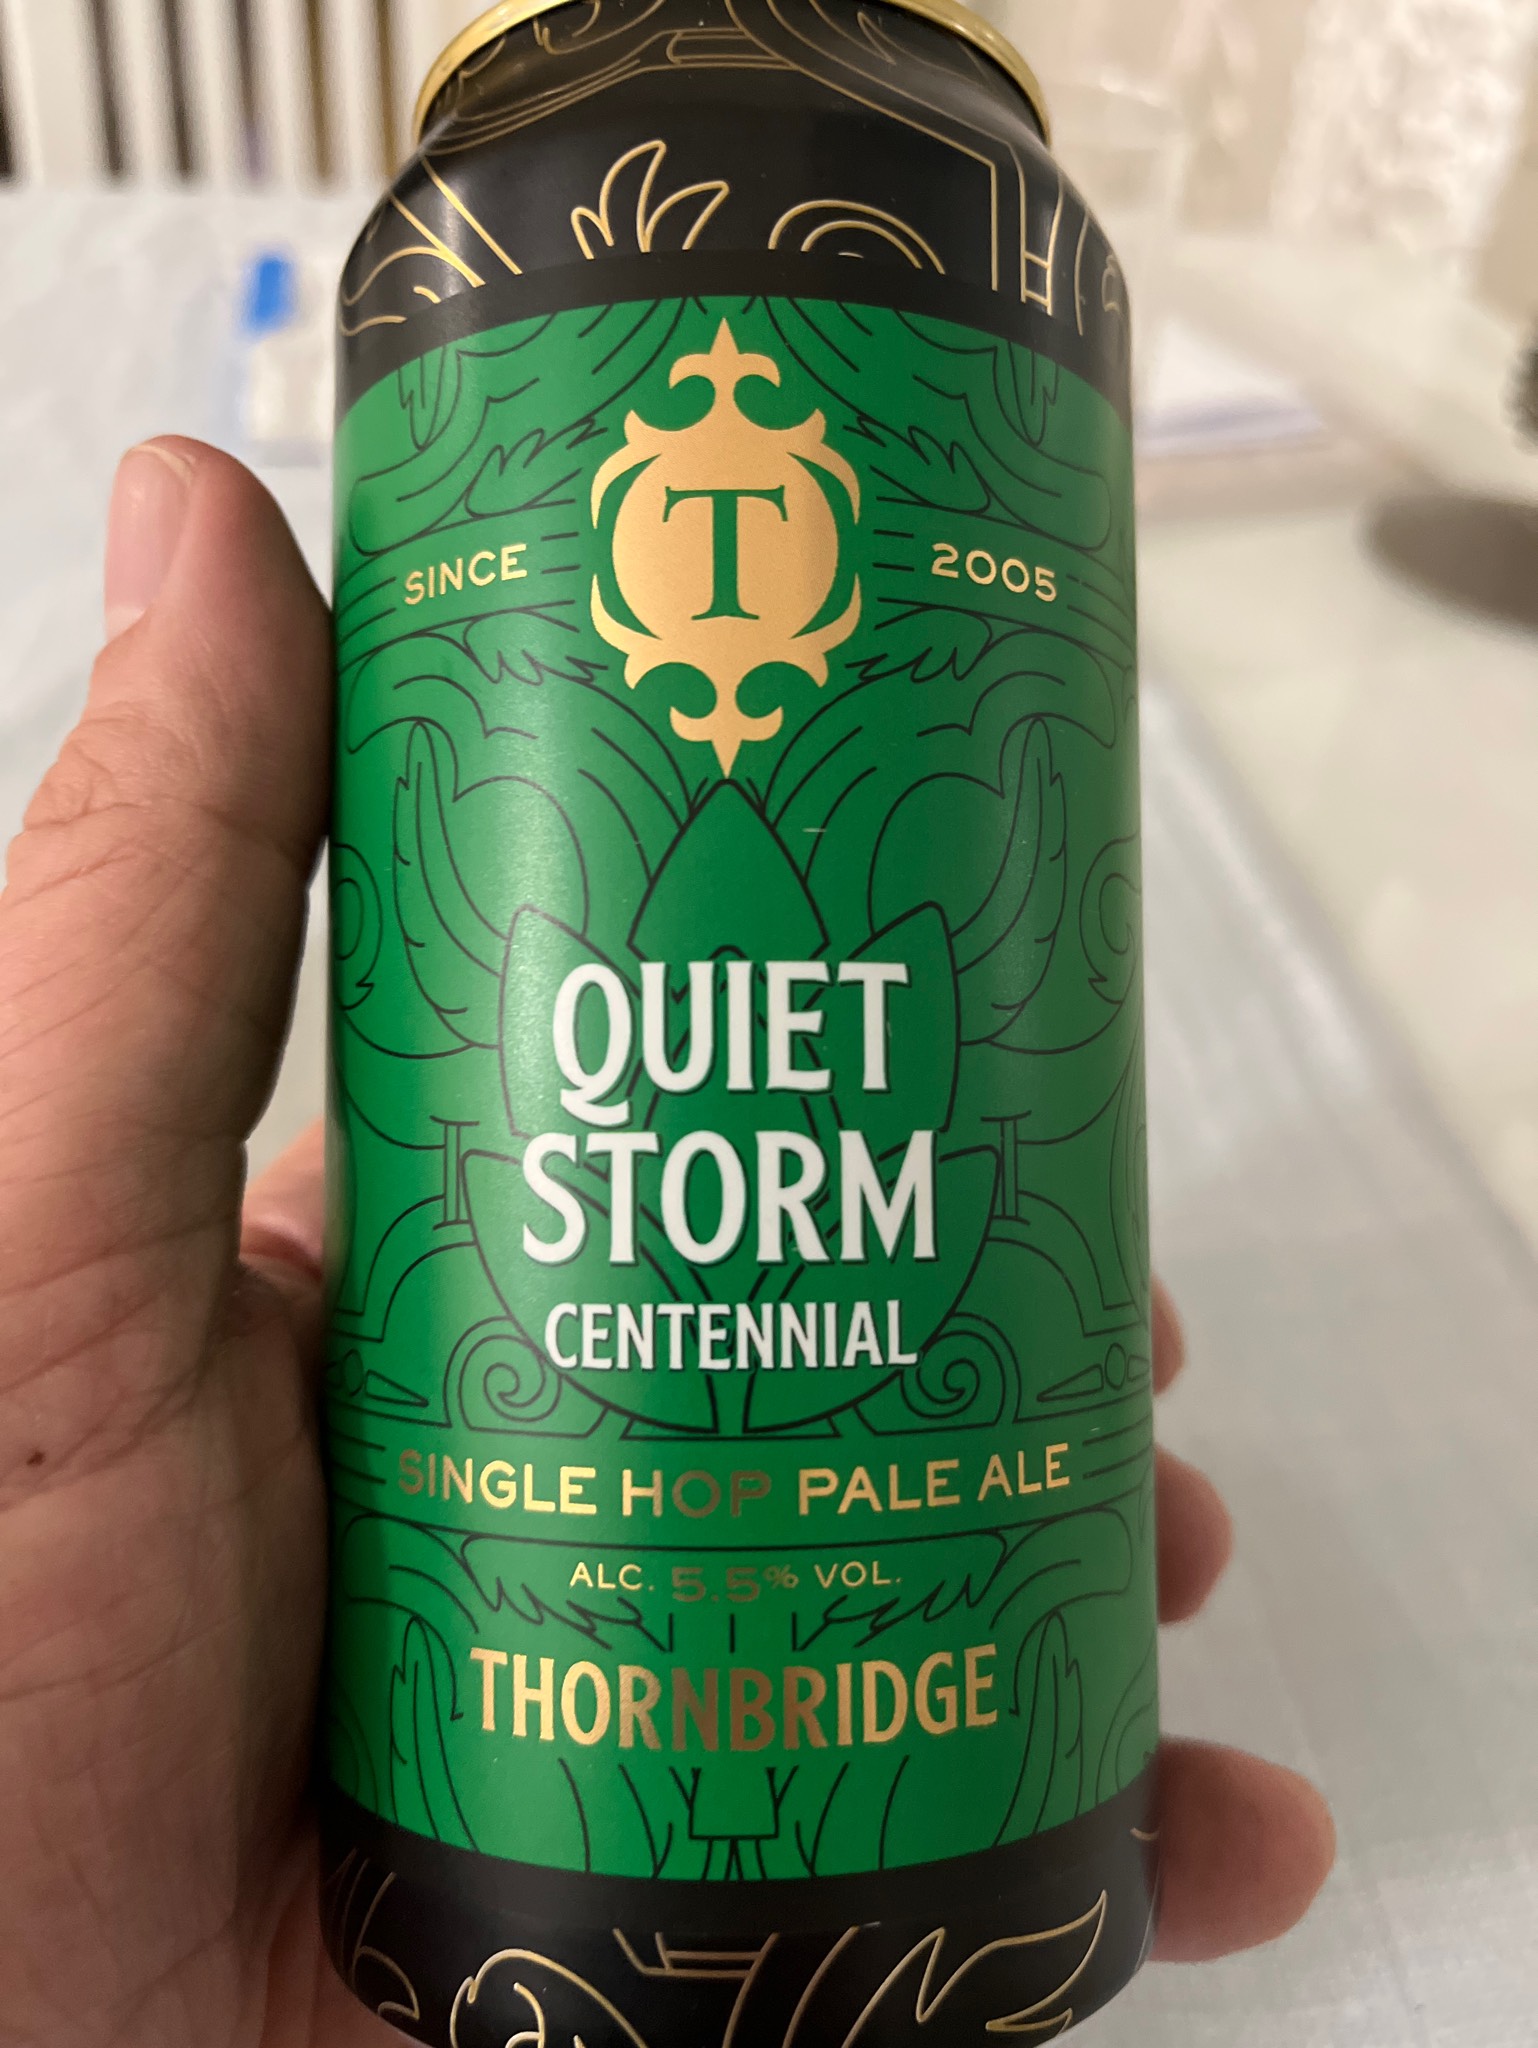 SINCE T 2005
QUIET
STORM
CENTENNIAL
SINGLE HOP PALE ALE
ALC. 5.5% VOL.
THORNBRIDGE